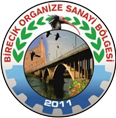 BİRECİK ORGANİZE SANAYİ BÖLGESİ
2011